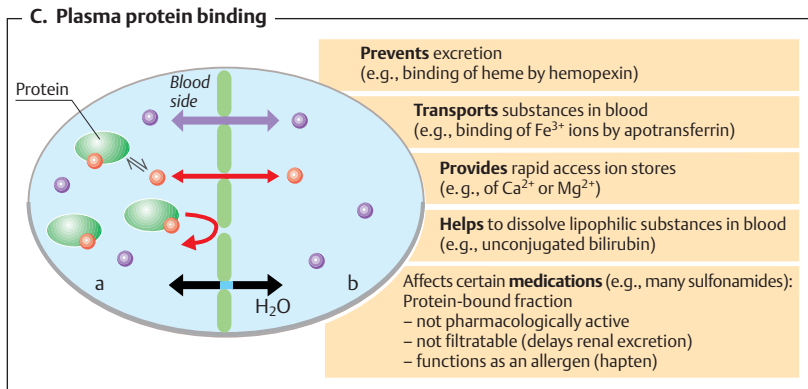 C. Plasma protein binding
Protein
Blood
side
a
b
H₂O
Prevents excretion
(e.g., binding of heme by hemopexin)
Transports substances in blood
(e.g., binding of Fe³⁺ ions by apotransferrin)
Provides rapid access ion stores
(e.g., of Ca²⁺ or Mg²⁺)
Helps to dissolve lipophilic substances in blood
(e.g., unconjugated bilirubin)
Affects certain medications (e.g., many sulfonamides):
Protein-bound fraction
– not pharmacologically active
– not filtratable (delays renal excretion)
– functions as an allergen (hapten)